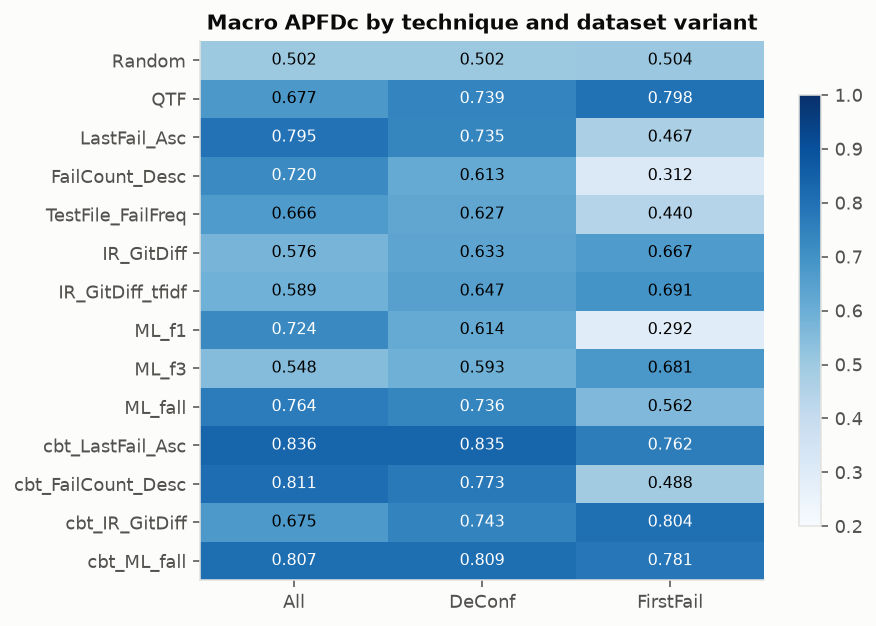 Macro APFDc by technique and dataset variant
Random 0.502 0.502 0.504
QTF 0.677 0.739 0.798
LastFail_Asc 0.795 0.735 0.467
FailCount_Desc 0.720 0.613 0.312
TestFile_FailFreq 0.666 0.627 0.440
IR_GitDiff 0.576 0.633 0.667
IR_GitDiff_tfidf 0.589 0.647 0.691
ML_f1 0.724 0.614 0.292
ML_f3 0.548 0.593 0.681
ML_fall 0.764 0.736 0.562
cbt_LastFail_Asc 0.836 0.835 0.762
cbt_FailCount_Desc 0.811 0.773 0.488
cbt_IR_GitDiff 0.675 0.743 0.804
cbt_ML_fall 0.807 0.809 0.781
All DeConf FirstFail
1.0
0.9
0.8
0.7
0.6
0.5
0.4
0.3
0.2